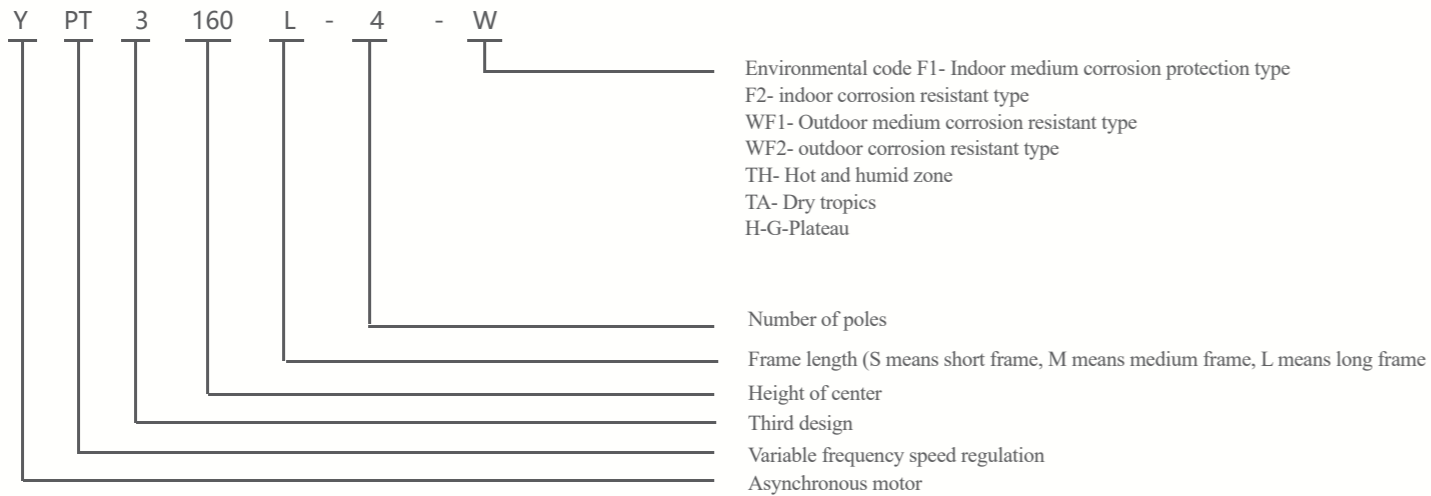 Y PT 3 160 L - 4 - W
Environmental code F1- Indoor medium corrosion protection type
F2- indoor corrosion resistant type
WF1- Outdoor medium corrosion resistant type
WF2- outdoor corrosion resistant type
TH- Hot and humid zone
TA- Dry tropics
H-G-Plateau
Number of poles
Frame length (S means short frame, M means medium frame, L means long frame
Height of center
Third design
Variable frequency speed regulation
Asynchronous motor